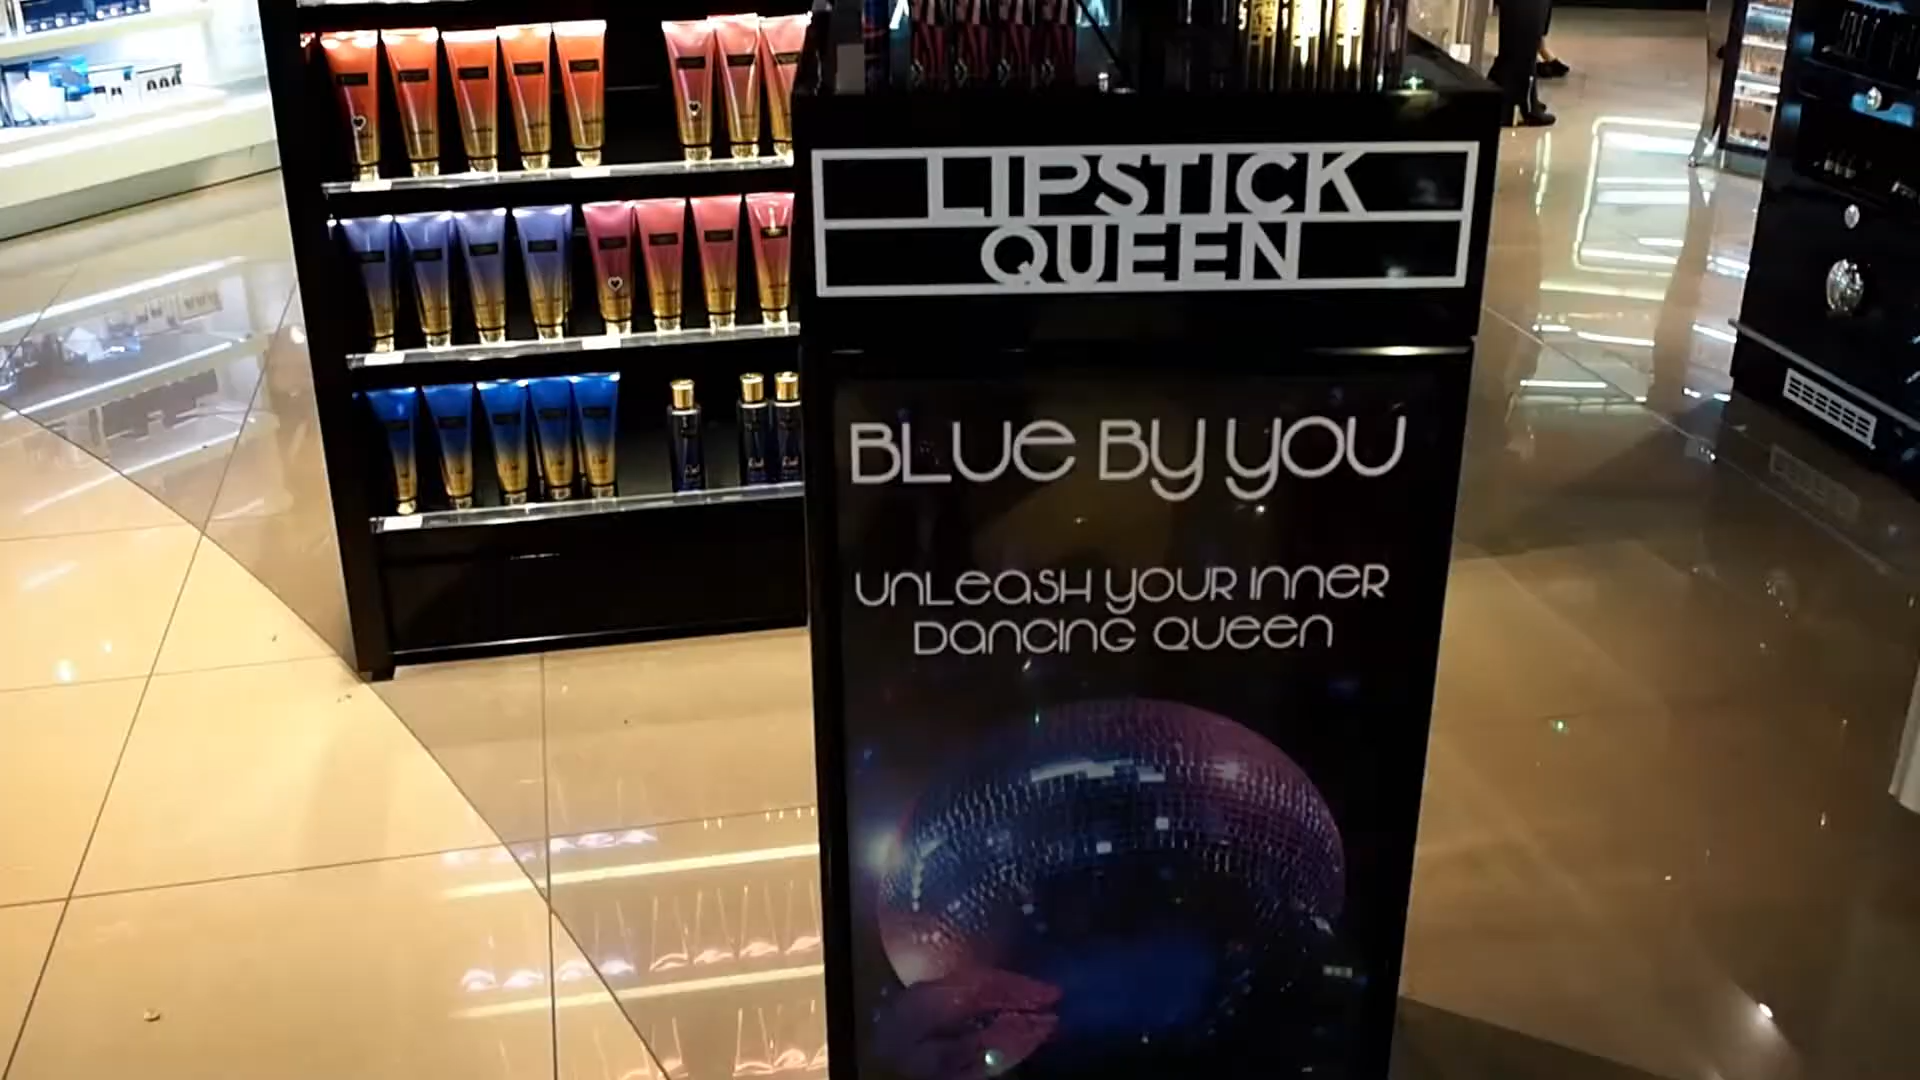 LIPSTICK
QUEEN
BLUE BY YOU
UNLEASH YOUR INNER
DANCING QUEEN